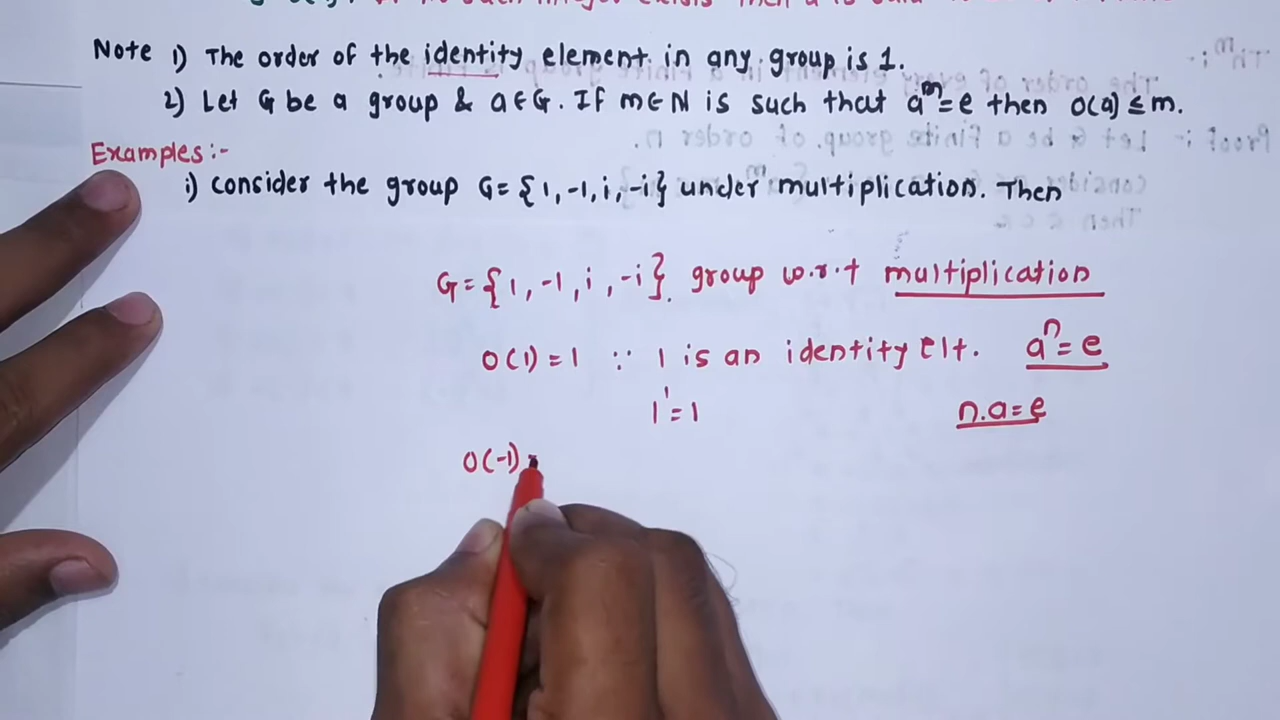 Note 1) The order of the identity element in any group is 1.
2) Let G be a group & a∈G. If m∈N is such that a^m=e then o(a) ≤ m.
Examples:-
i) consider the group G= {1, -1, i, -i} under multiplication. Then
G= {1, -1, i, -i} group w.r.t multiplication
O(1) = 1 ∵ 1 is an identity elt. a^n = e
1^1 = 1 n.a=e
O(-1) =